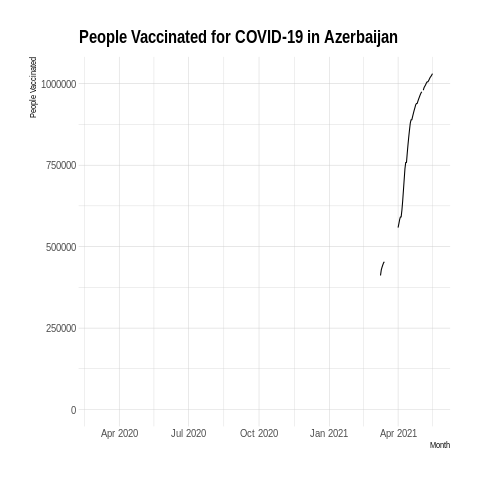 People Vaccinated for COVID-19 in Azerbaijan
People Vaccinated
1000000
750000
500000
250000
0
Apr 2020 Jul 2020 Oct 2020 Jan 2021 Apr 2021
Month